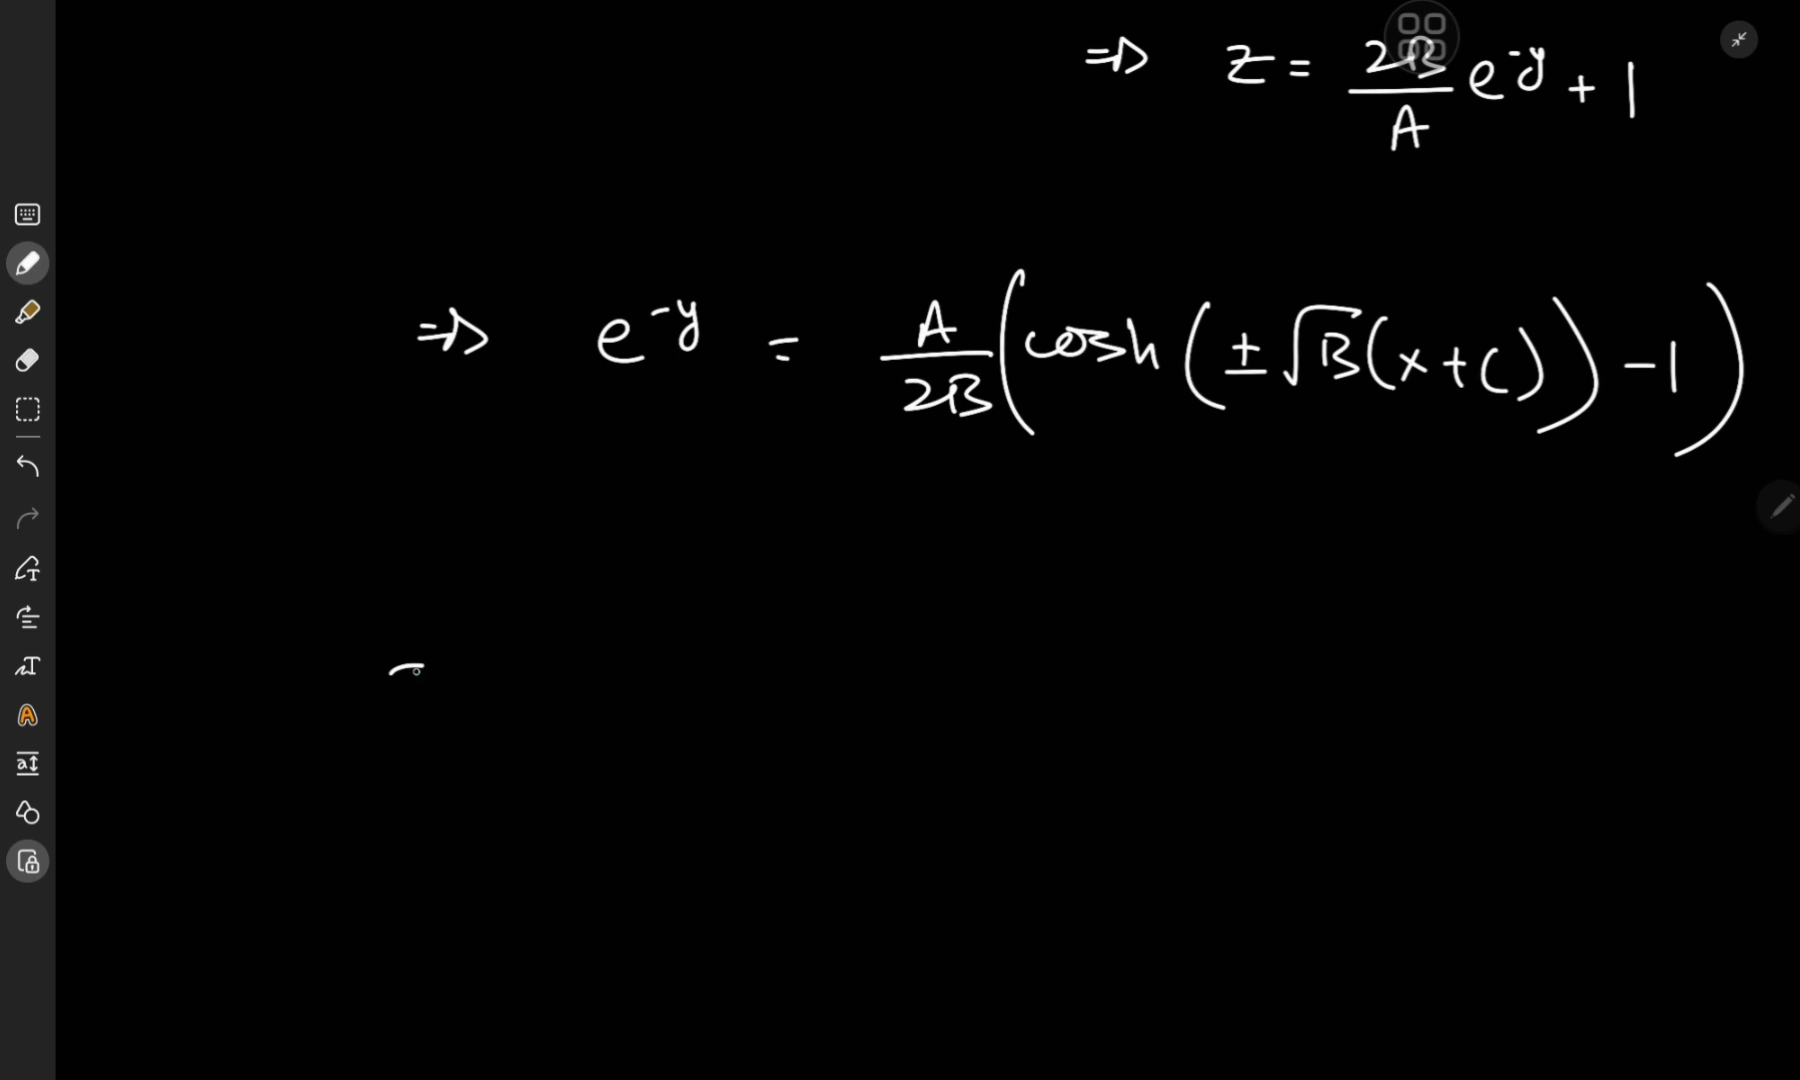 ⇒ z = 2B/A e^{-y} + 1
⇒ e^{-y} = A/2B (cosh(±√B(x+c)) -1)